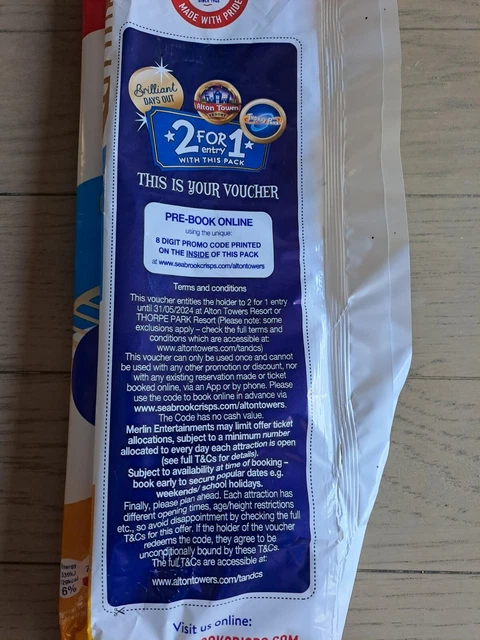 MADE WITH PRIDE
Brilliant
DAYS OUT
Alton Towers
2 FOR 1
entry
WITH THIS PACK
THIS IS YOUR VOUCHER
PRE-BOOK ONLINE
using the unique:
8 DIGIT PROMO CODE PRINTED
ON THE INSIDE OF THIS PACK
at www.seabrookcrisps.com/altontowers
Terms and conditions
This voucher entitles the holder to 2 for 1 entry
until 31/05/2024 at Alton Towers Resort or
THORPE PARK Resort (Please note: some
exclusions apply – check the full terms and
conditions which are accessible at:
www.altontowers.com/tandcs)
This voucher can only be used once and cannot
be used with any other promotion or discount, nor
with any existing reservation made or ticket
booked online, via an App or by phone. Please
use the code to book online in advance via
www.seabrookcrisps.com/altontowers.
The Code has no cash value.
Merlin Entertainments may limit offer ticket
allocations, subject to a minimum number
allocated to every day each attraction is open
(see full T&Cs for details).
Subject to availability at time of booking –
book early to secure popular dates e.g.
weekends/ school holidays.
Finally, please plan ahead. Each attraction has
different opening times, age/height restrictions
etc., so avoid disappointment by checking the full
T&Cs for this offer. If the holder of the voucher
redeems the code, they agree to be
unconditionally bound by these T&Cs.
The full T&Cs are accessible at:
www.altontowers.com/tandcs
6%
Visit us online: